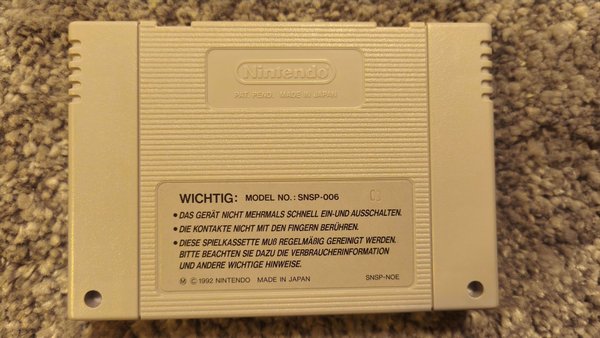 Nintendo
PAT. PEND. MADE IN JAPAN
WICHTIG: MODEL NO.: SNSP-006
• DAS GERÄT NICHT MEHRMALS SCHNELL EIN-UND AUSSCHALTEN.
• DIE KONTAKTE NICHT MIT DEN FINGERN BERÜHREN.
• DIESE SPIELKASSETTE MUß REGELMÄßIG GEREINIGT WERDEN.
BITTE BEACHTEN SIE DAZU DIE VERBRAUCHERINFORMATION
UND ANDERE WICHTIGE HINWEISE.
Ⓜ © 1992 NINTENDO MADE IN JAPAN SNSP-NOE